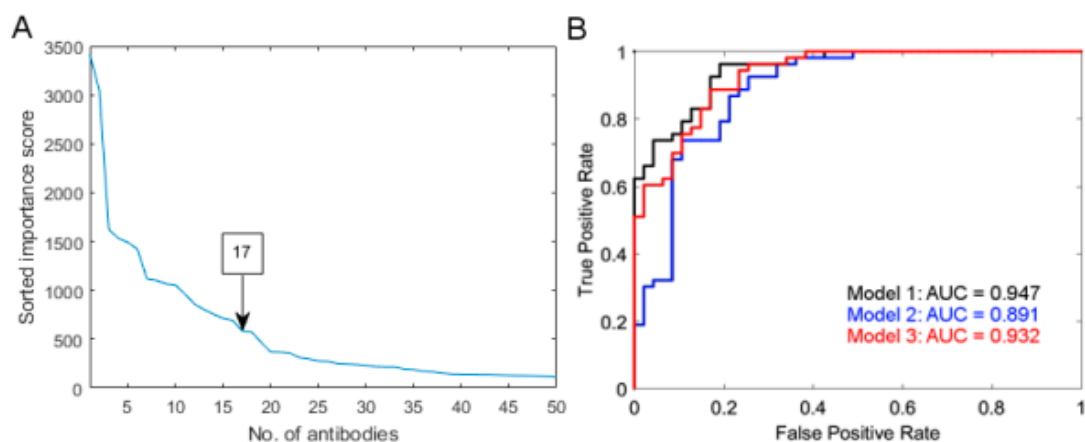 A
3500
3000
2500
2000
1500
1000
500
0
Sorted importance score
17
5 10 15 20 25 30 35 40 45 50
No. of antibodies
B
1
0.8
0.6
0.4
0.2
0
True Positive Rate
Model 1: AUC = 0.947
Model 2: AUC = 0.891
Model 3: AUC = 0.932
0 0.2 0.4 0.6 0.8 1
False Positive Rate